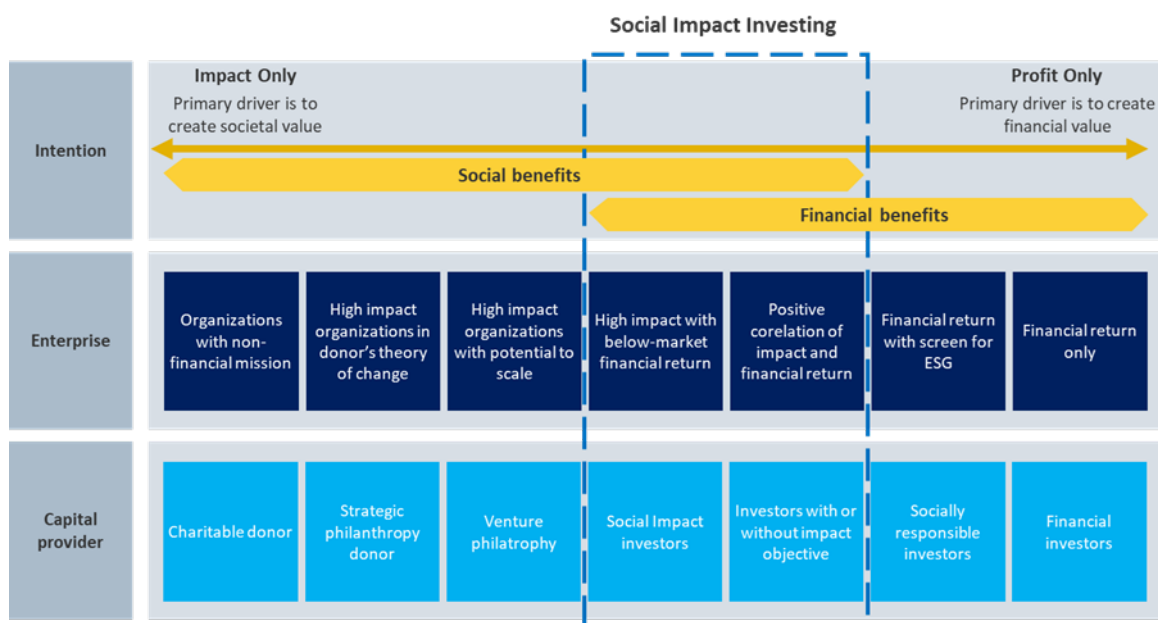 Social Impact Investing
Impact Only
Primary driver is to
create societal value
Profit Only
Primary driver is to create
financial value
Intention
Social benefits
Financial benefits
Enterprise
Organizations
with non-
financial mission
High impact
organizations in
donor's theory
of change
High impact
organizations
with potential to
scale
High impact with
below-market
financial return
Positive
corelation of
impact and
financial return
Financial return
with screen for
ESG
Financial return
only
Capital
provider
Charitable donor
Strategic
philanthropy
donor
Venture
philatrophy
Social Impact
investors
Investors with or
without impact
objective
Socially
responsible
investors
Financial
investors